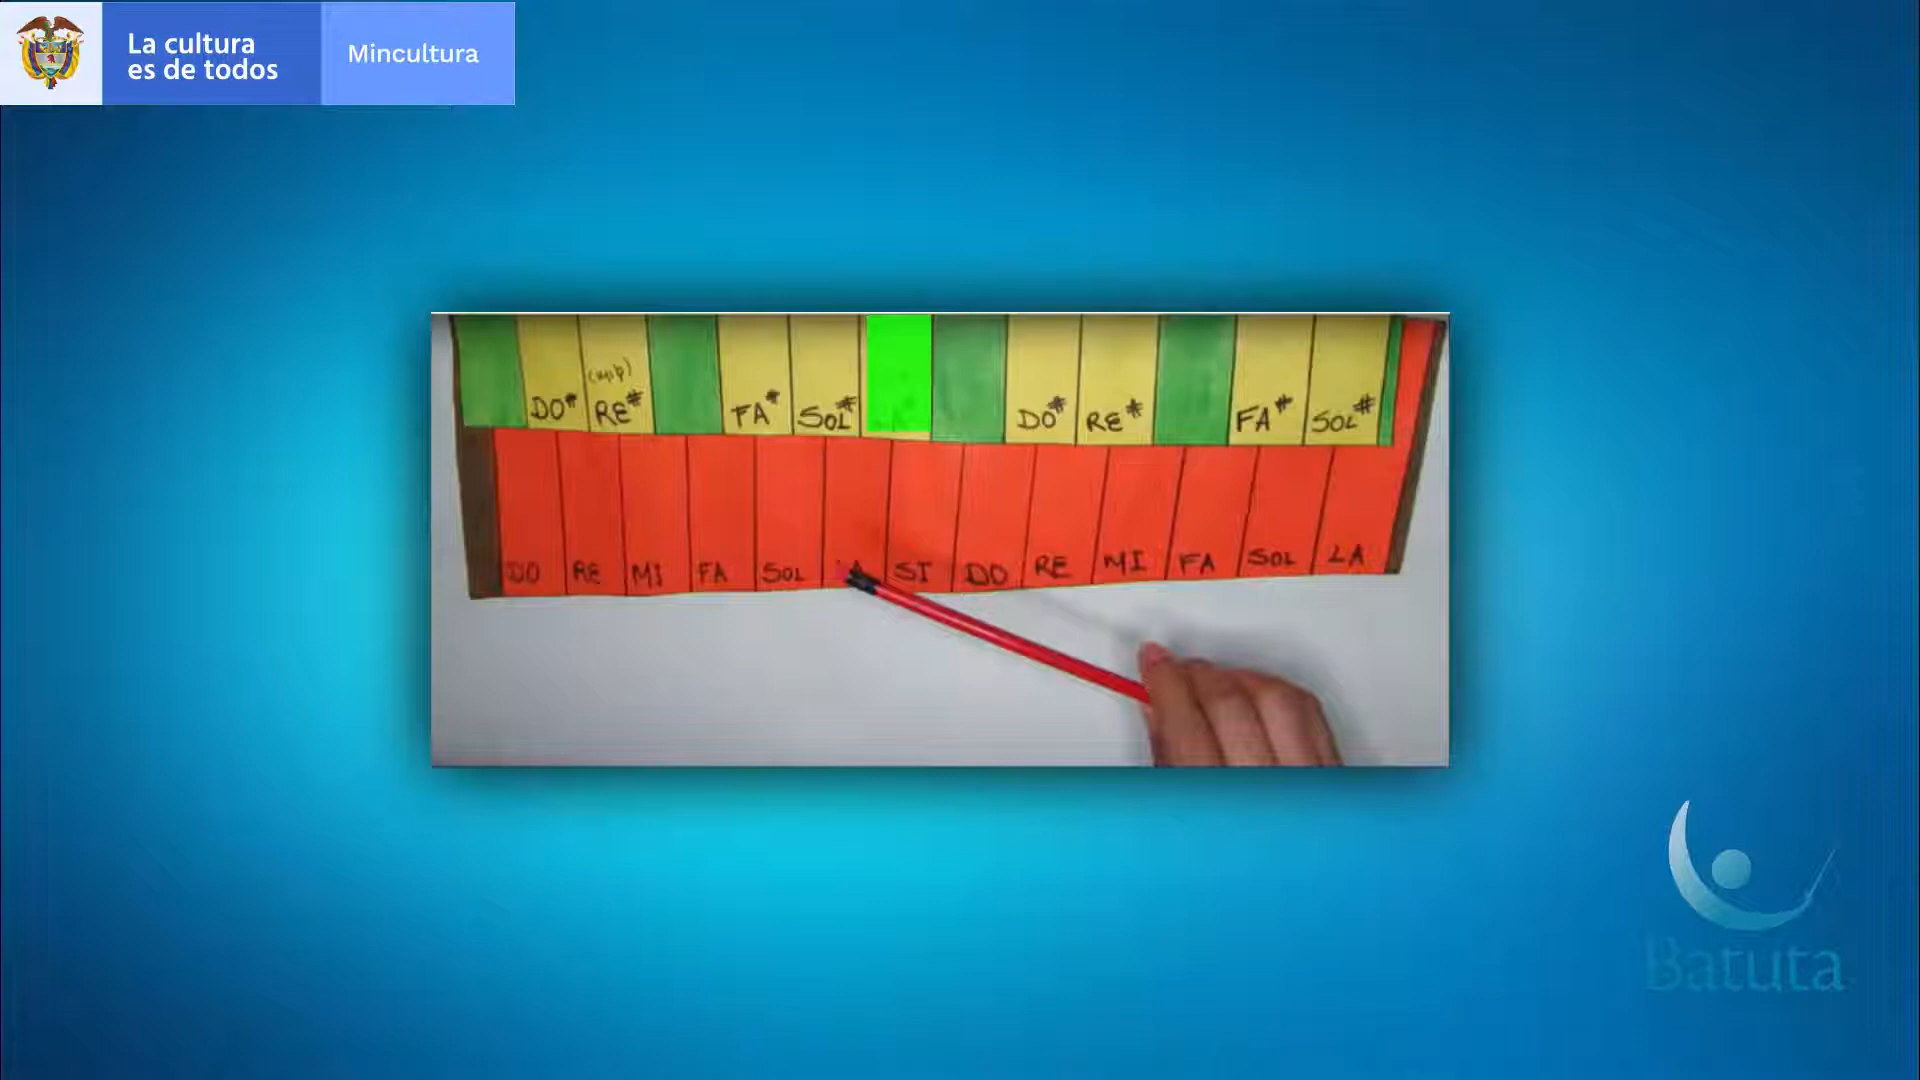 La cultura
es de todos
Mincultura
DO# RE# FA# SOL# DO# RE# FA# SOL#
DO RE MI FA SOL SI DO RE MI FA SOL LA
Batuta